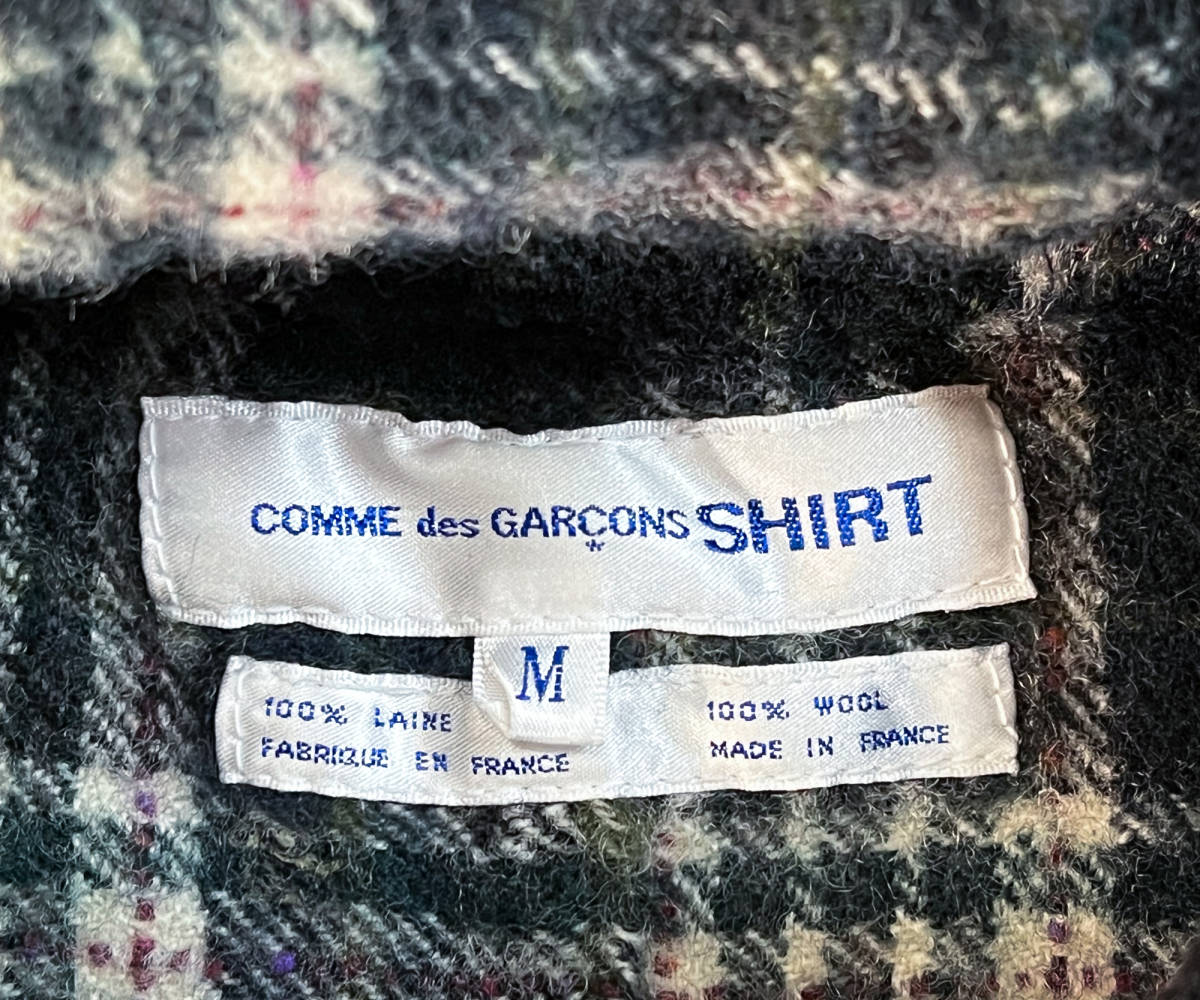 COMME des GARÇONS SHIRT
M
100% LAINE
FABRIQUE EN FRANCE
100% WOOL
MADE IN FRANCE